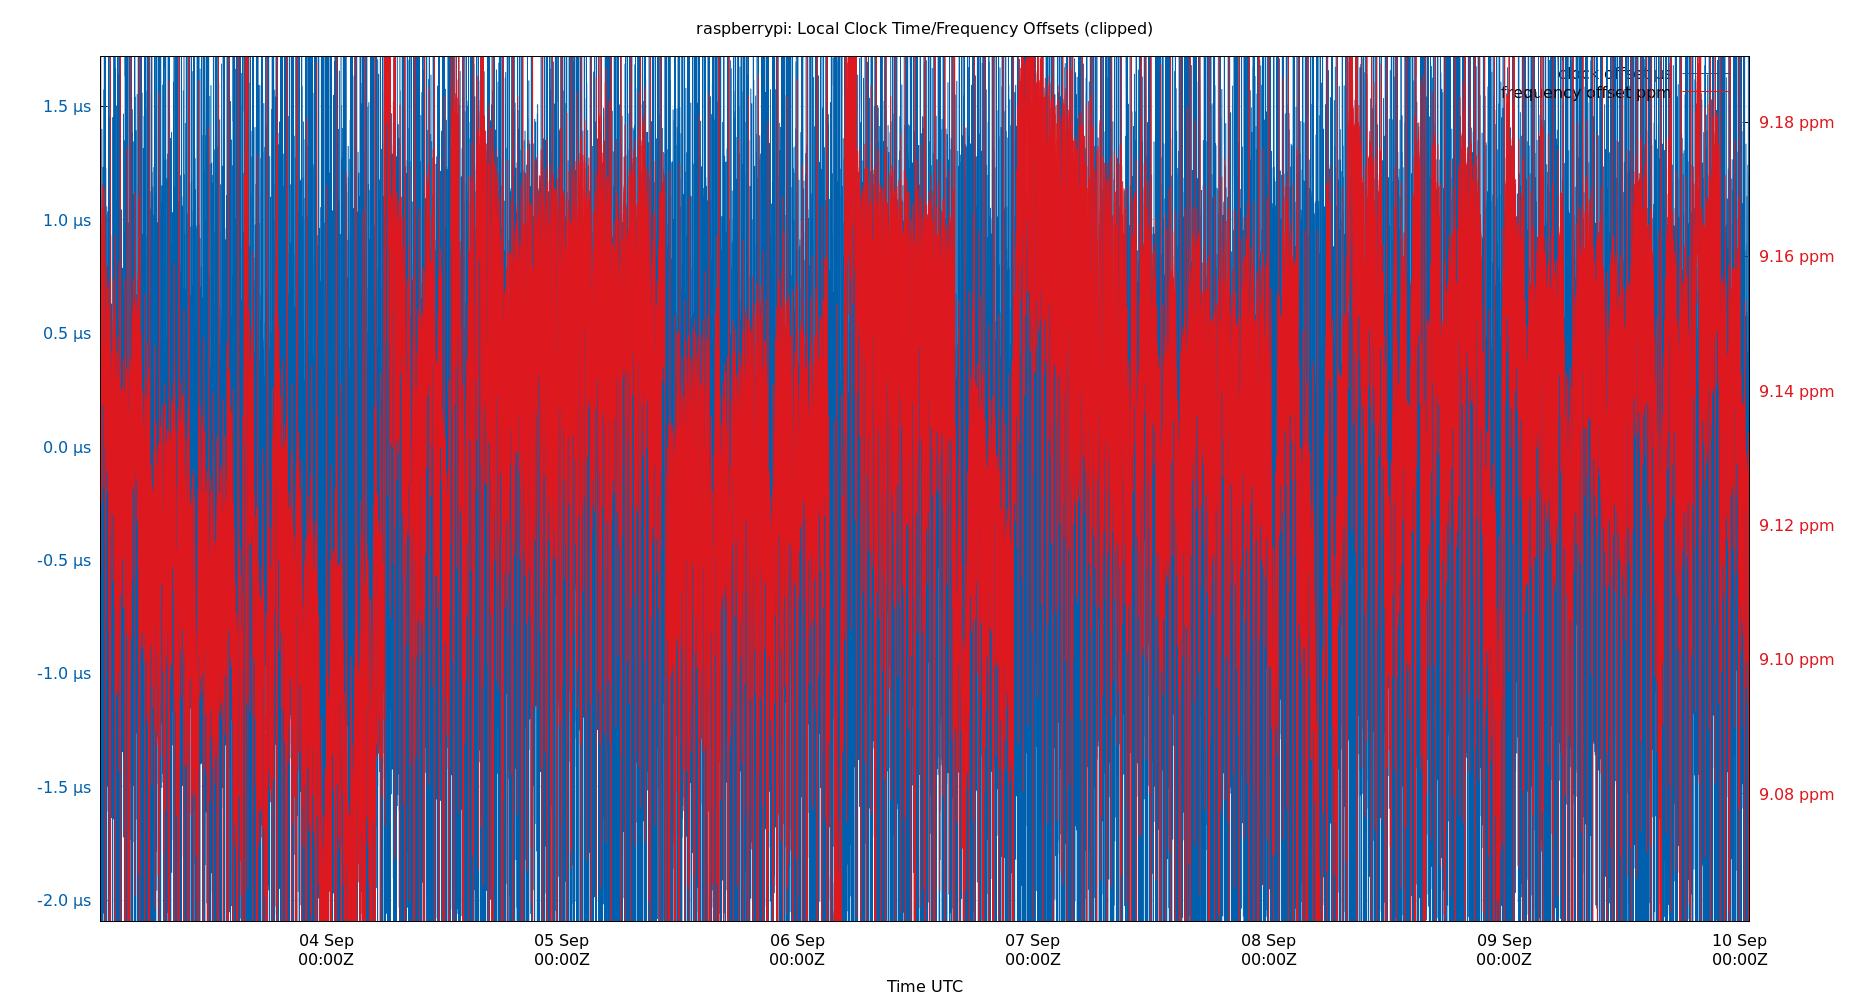 raspberrypi: Local Clock Time/Frequency Offsets (clipped)
clock offset µs
frequency offset ppm
1.5 µs
1.0 µs
0.5 µs
0.0 µs
-0.5 µs
-1.0 µs
-1.5 µs
-2.0 µs
9.18 ppm
9.16 ppm
9.14 ppm
9.12 ppm
9.10 ppm
9.08 ppm
04 Sep
00:00Z
05 Sep
00:00Z
06 Sep
00:00Z
07 Sep
00:00Z
08 Sep
00:00Z
09 Sep
00:00Z
10 Sep
00:00Z
Time UTC